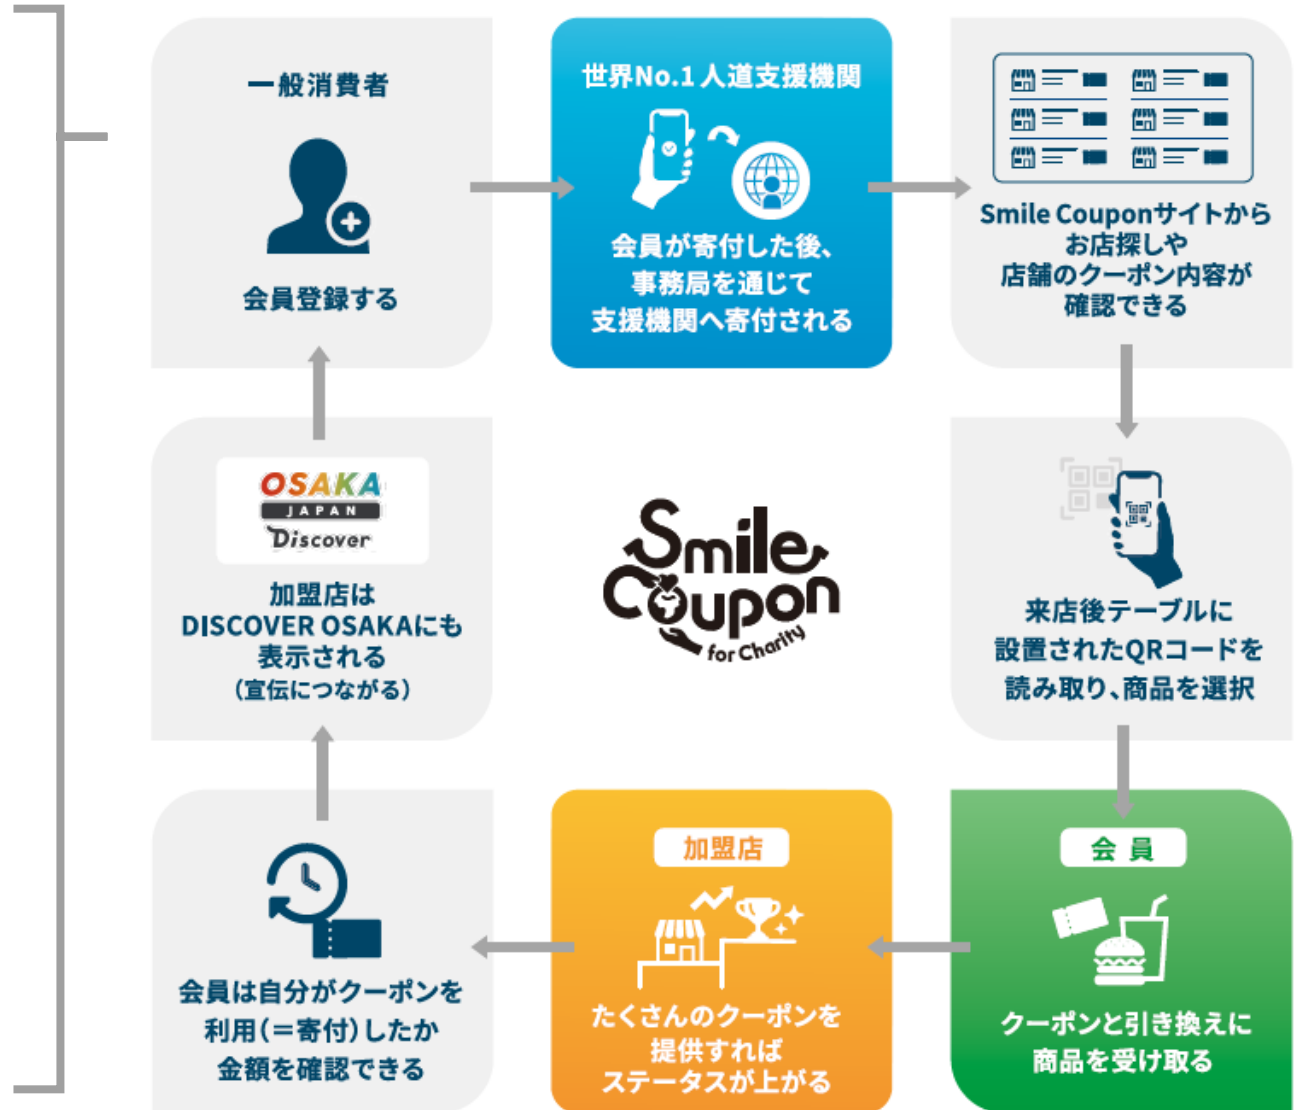 一般消費者
会員登録する
世界No.1 人道支援機関
会員が寄付した後、
事務局を通じて
支援機関へ寄付される
Smile Couponサイトから
お店探しや
店舗のクーポン内容が
確認できる
来店後テーブルに
設置されたQRコードを
読み取り、商品を選択
会員
クーポンと引き換えに
商品を受け取る
加盟店
たくさんのクーポンを
提供すれば
ステータスが上がる
会員は自分がクーポンを
利用(＝寄付)したか
金額を確認できる
OSAKA
JAPAN
Discover
加盟店は
DISCOVER OSAKAにも
表示される
(宣伝につながる)
Smile
Coupon
for Charity